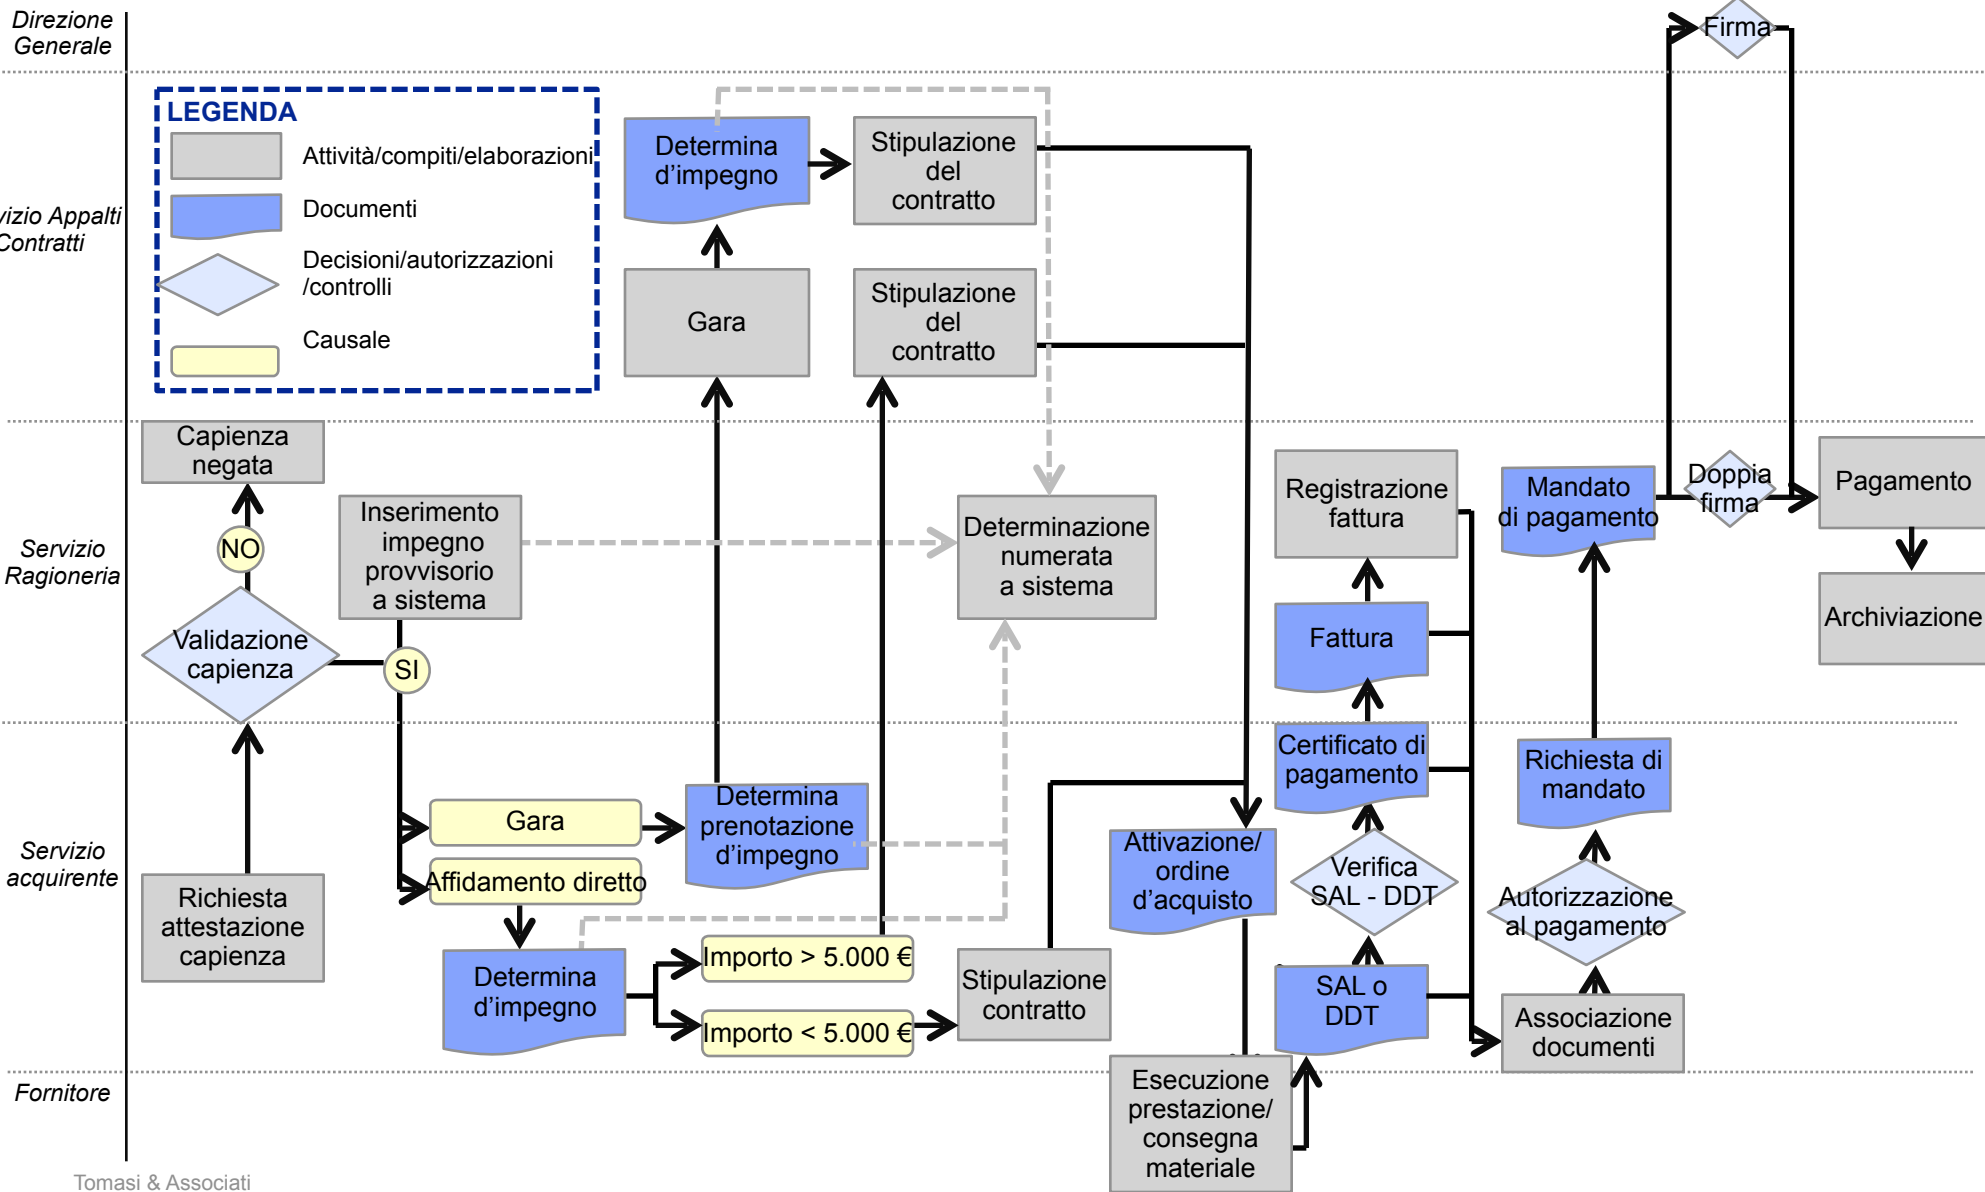 Direzione
Generale
Firma
LEGENDA
Attività/compiti/elaborazioni
Documenti
Decisioni/autorizzazioni
/controlli
Causale
Determina
d’impegno
Stipulazione
del
contratto
vizio Appalti
Contratti
Gara
Stipulazione
del
contratto
Capienza
negata
NO
Inserimento
impegno
provvisorio
a sistema
Determinazione
numerata
a sistema
Registrazione
fattura
Mandato
di pagamento
Doppia
firma
Pagamento
Servizio
Ragioneria
Validazione
capienza
SI
Fattura
Archiviazione
Certificato di
pagamento
Richiesta di
mandato
Servizio
acquirente
Gara
Determina
prenotazione
d’impegno
Attivazione/
ordine
d’acquisto
Verifica
SAL - DDT
Affidamento diretto
Richiesta
attestazione
capienza
Autorizzazione
al pagamento
Determina
d’impegno
Importo > 5.000 €
Importo < 5.000 €
Stipulazione
contratto
SAL o
DDT
Associazione
documenti
Fornitore
Esecuzione
prestazione/
consegna
materiale
Tomasi & Associati